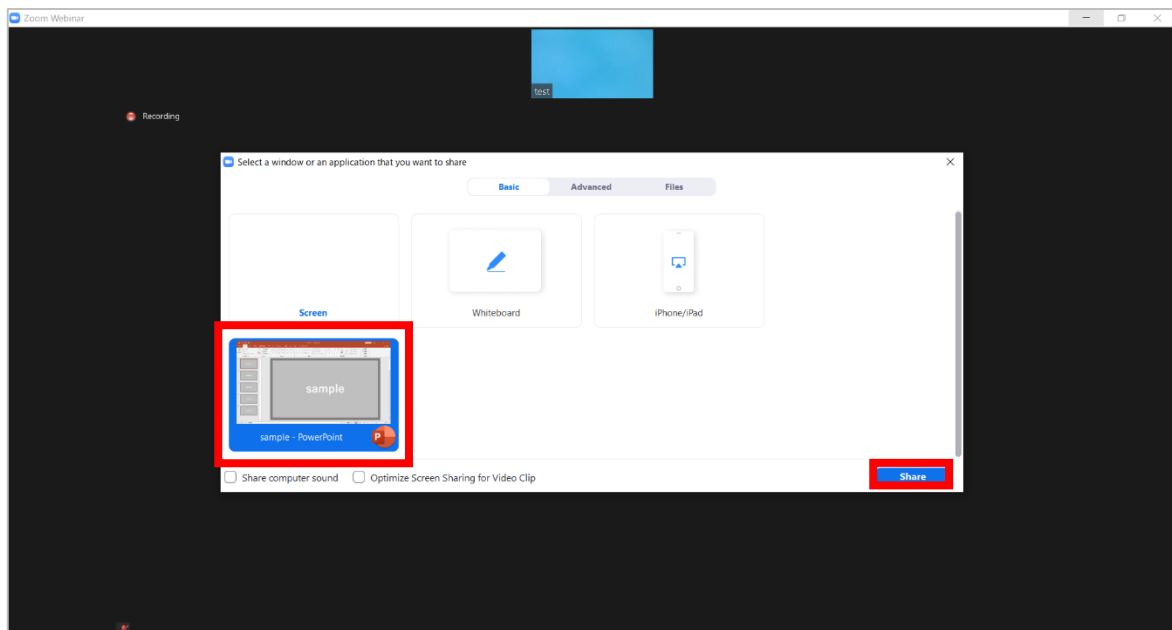 Zoom Webinar
test
Recording
Select a window or an application that you want to share
Basic Advanced Files
Screen Whiteboard iPhone/iPad
sample
sample - PowerPoint
P
Share computer sound Optimize Screen Sharing for Video Clip Share